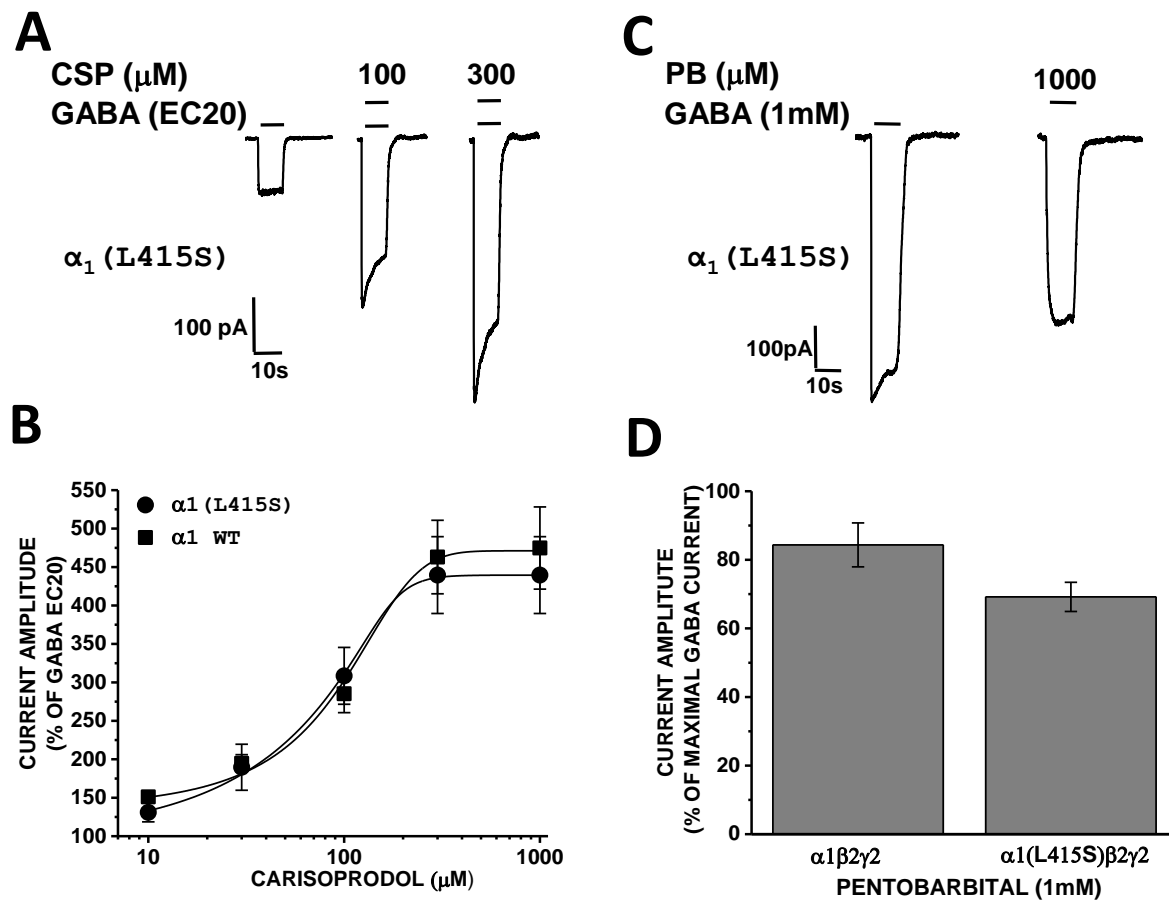 A
CSP (μM) 100 300
GABA (EC20)
α1 (L415S)
100 pA
10s
C
PB (μM) 1000
GABA (1mM)
α1 (L415S)
100pA
10s
B
CURRENT AMPLITUDE
(% OF GABA EC20)
550
500
450
400
350
300
250
200
150
100
α1(L415S)
α1 WT
10 100 1000
CARISOPRODOL (μM)
D
CURRENT AMPLITUTE
(% OF MAXIMAL GABA CURRENT)
100
80
60
40
20
0
α1β2γ2 α1(L415S)β2γ2
PENTOBARBITAL (1mM)